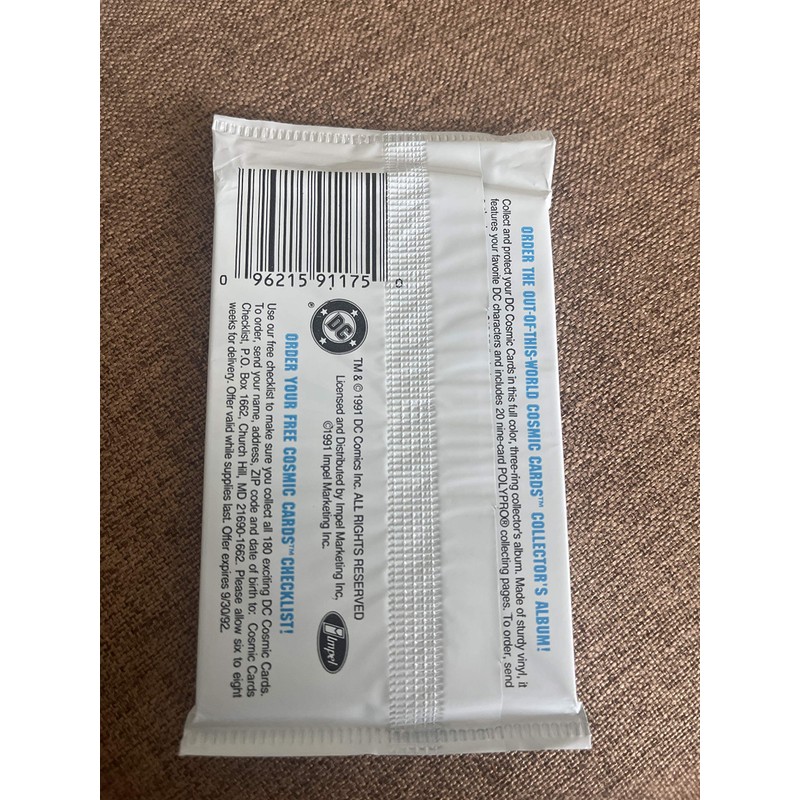 ORDER THE OUT-OF-THIS-WORLD COSMIC CARDS™ COLLECTOR'S ALBUM!
Collect and protect your DC Cosmic Cards in this full color, three-ring collector's album. Made of sturdy vinyl, it
features your favorite DC characters and includes 20 nine-card POLYPRO® collecting pages. To order, send
0 96215 91175 0
DC
®
TM & ©1991 DC Comics Inc. ALL RIGHTS RESERVED
Licensed and Distributed by Impel Marketing Inc,
©1991 Impel Marketing Inc.
Impel
ORDER YOUR FREE COSMIC CARDS™ CHECKLIST!
Use our free checklist to make sure you collect all 180 exciting DC Cosmic Cards.
To order, send your name, address, ZIP code and date of birth to: Cosmic Cards
Checklist, P.O. Box 1662, Church Hill, MD 21690-1662. Please allow six to eight
weeks for delivery. Offer valid while supplies last. Offer expires 9/30/92.